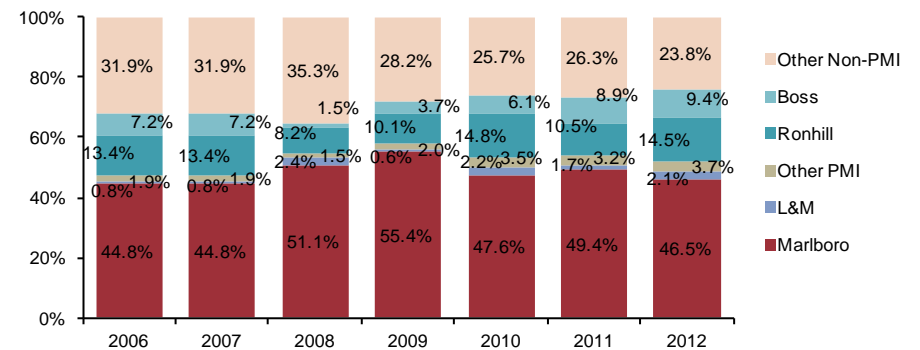 100%
80%
60%
40%
20%
0%
31.9% 31.9% 35.3% 28.2% 25.7% 26.3% 23.8%
7.2% 7.2% 1.5% 3.7% 6.1% 8.9% 9.4%
13.4% 13.4% 8.2% 10.1% 14.8% 10.5% 14.5%
1.9% 1.9% 1.5% 2.0% 3.5% 3.2% 3.7%
0.8% 0.8% 2.4% 0.6% 2.2% 1.7% 2.1%
44.8% 44.8% 51.1% 55.4% 47.6% 49.4% 46.5%
2006 2007 2008 2009 2010 2011 2012
Other Non-PMI
Boss
Ronhill
Other PMI
L&M
Marlboro